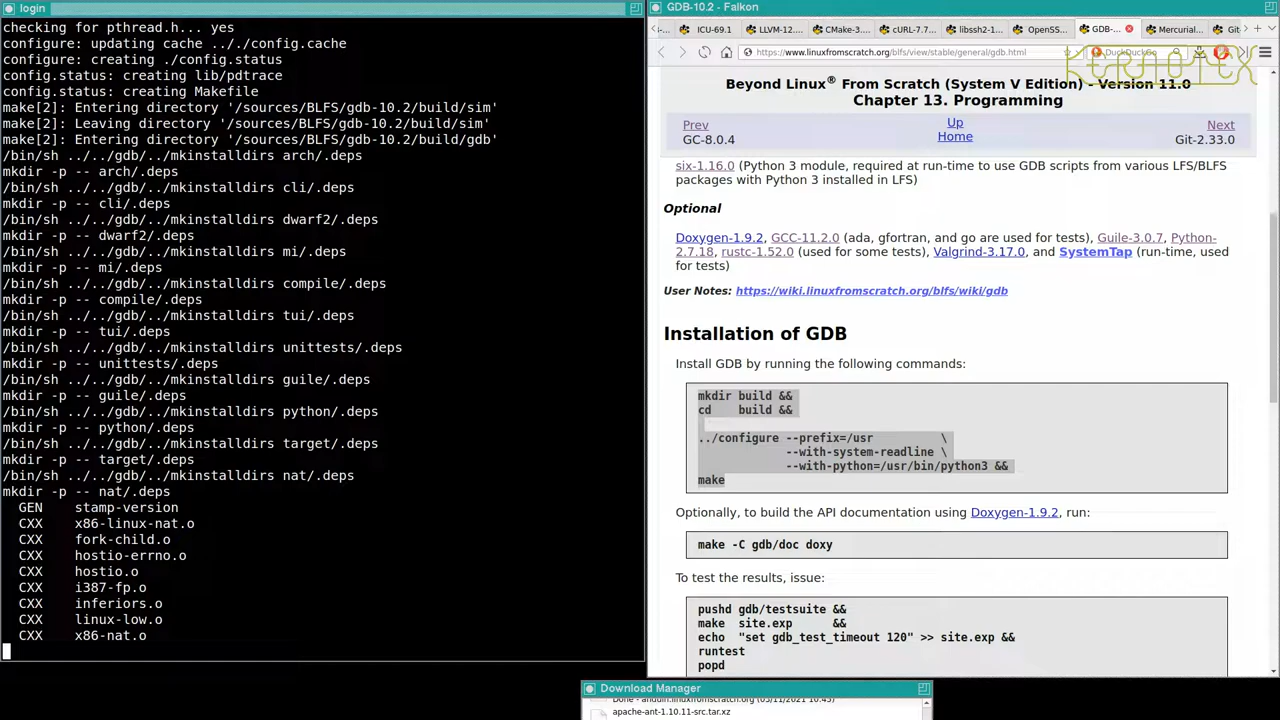 login
checking for pthread.h... yes
configure: updating cache .././config.cache
configure: creating ./config.status
config.status: creating lib/pdtrace
config.status: creating Makefile
make[2]: Entering directory '/sources/BLFS/gdb-10.2/build/sim'
make[2]: Leaving directory '/sources/BLFS/gdb-10.2/build/sim'
make[2]: Entering directory '/sources/BLFS/gdb-10.2/build/gdb'
/bin/sh ../../gdb/../mkinstalldirs arch/.deps
mkdir -p -- arch/.deps
/bin/sh ../../gdb/../mkinstalldirs cli/.deps
mkdir -p -- cli/.deps
/bin/sh ../../gdb/../mkinstalldirs dwarf2/.deps
mkdir -p -- dwarf2/.deps
/bin/sh ../../gdb/../mkinstalldirs mi/.deps
mkdir -p -- mi/.deps
/bin/sh ../../gdb/../mkinstalldirs compile/.deps
mkdir -p -- compile/.deps
/bin/sh ../../gdb/../mkinstalldirs tui/.deps
mkdir -p -- tui/.deps
/bin/sh ../../gdb/../mkinstalldirs unittests/.deps
mkdir -p -- unittests/.deps
/bin/sh ../../gdb/../mkinstalldirs guile/.deps
mkdir -p -- guile/.deps
/bin/sh ../../gdb/../mkinstalldirs python/.deps
mkdir -p -- python/.deps
/bin/sh ../../gdb/../mkinstalldirs target/.deps
mkdir -p -- target/.deps
/bin/sh ../../gdb/../mkinstalldirs nat/.deps
mkdir -p -- nat/.deps
GEN stamp-version
CXX x86-linux-nat.o
CXX fork-child.o
CXX hostio-errno.o
CXX hostio.o
CXX i387-fp.o
CXX inferiors.o
CXX linux-low.o
CXX x86-nat.o
GDB-10.2 - Falkon
ICU-69.1 LLVM-12.... CMake-3.... cURL-7.7... libssh2-1... OpenSS... GDB-... Mercurial... Git
https://www.linuxfromscratch.org/blfs/view/stable/general/gdb.html DuckDuckGo
KERNOTEX
Beyond Linux® From Scratch (System V Edition) - Version 11.0
Chapter 13. Programming
Prev Up Next
GC-8.0.4 Home Git-2.33.0
six-1.16.0 (Python 3 module, required at run-time to use GDB scripts from various LFS/BLFS
packages with Python 3 installed in LFS)
Optional
Doxygen-1.9.2, GCC-11.2.0 (ada, gfortran, and go are used for tests), Guile-3.0.7, Python-
2.7.18, rustc-1.52.0 (used for some tests), Valgrind-3.17.0, and SystemTap (run-time, used
for tests)
User Notes: https://wiki.linuxfromscratch.org/blfs/wiki/gdb
Installation of GDB
Install GDB by running the following commands:
mkdir build &&
cd build &&
../configure --prefix=/usr \
--with-system-readline \
--with-python=/usr/bin/python3 &&
make
Optionally, to build the API documentation using Doxygen-1.9.2, run:
make -C gdb/doc doxy
To test the results, issue:
pushd gdb/testsuite &&
make site.exp &&
echo "set gdb_test_timeout 120" >> site.exp &&
runtest
popd
Download Manager
Done - anduin.linuxfromscratch.org (05/11/2021 10:45)
apache-ant-1.10.11-src.tar.xz